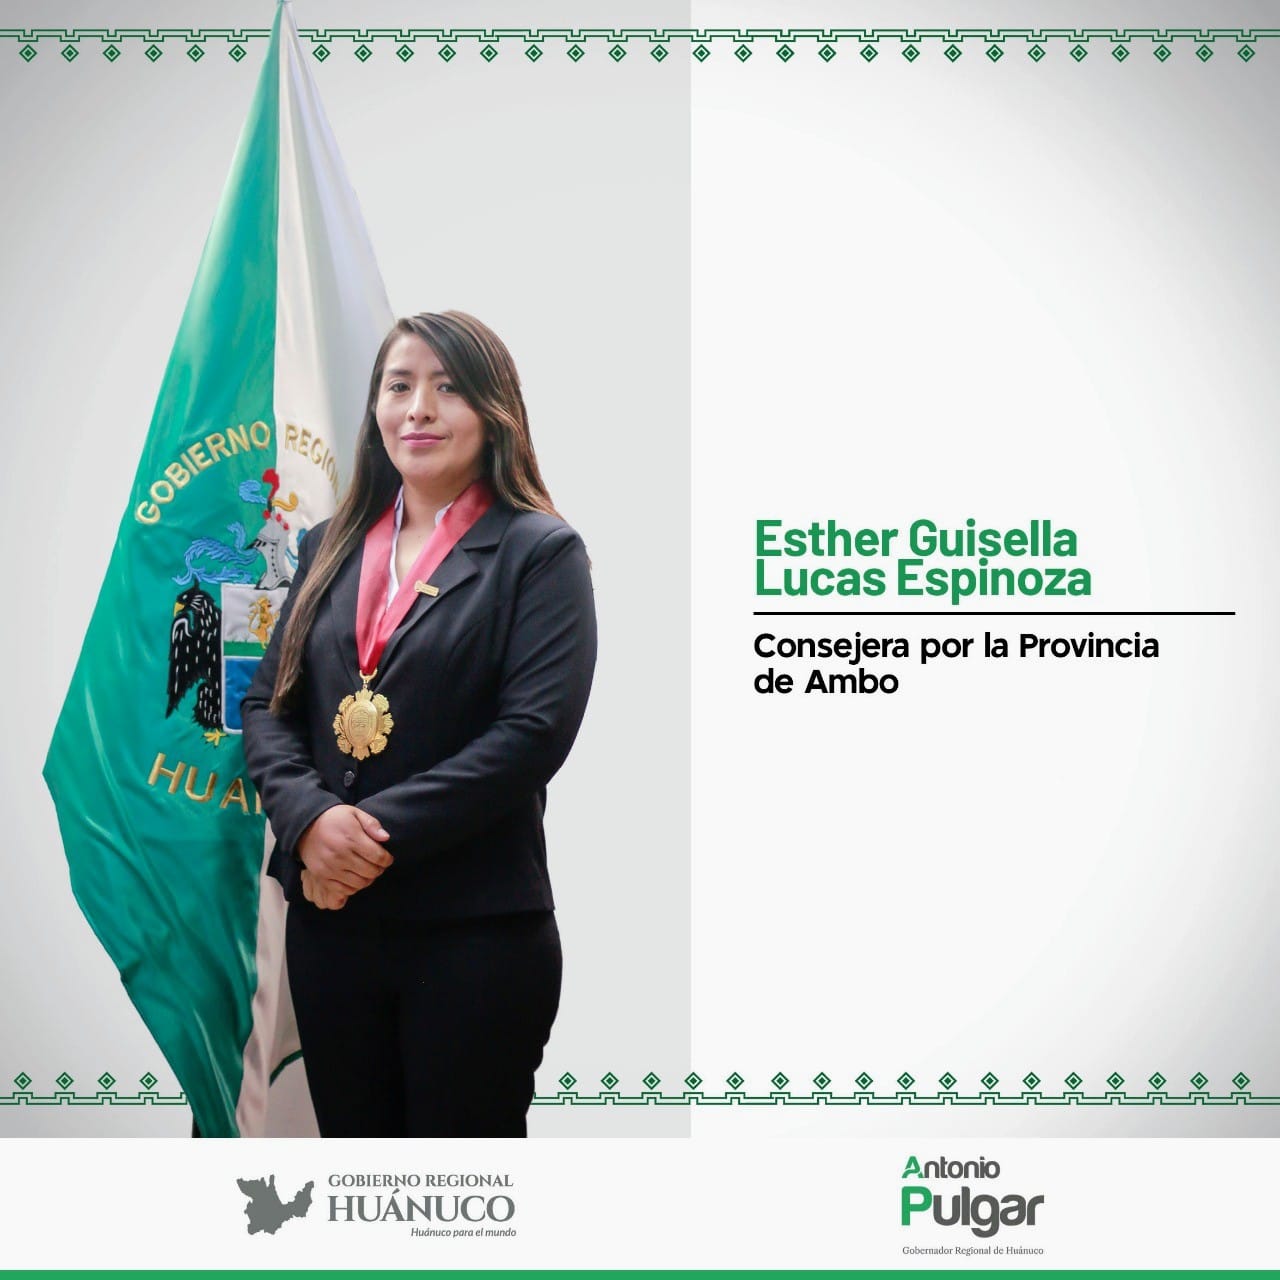 GOBIERNO REGION
HUA
Esther Guisella
Lucas Espinoza
Consejera por la Provincia
de Ambo
GOBIERNO REGIONAL
HUÁNUCO
Huánuco para el mundo
Antonio
Pulgar
Gobernador Regional de Huánuco